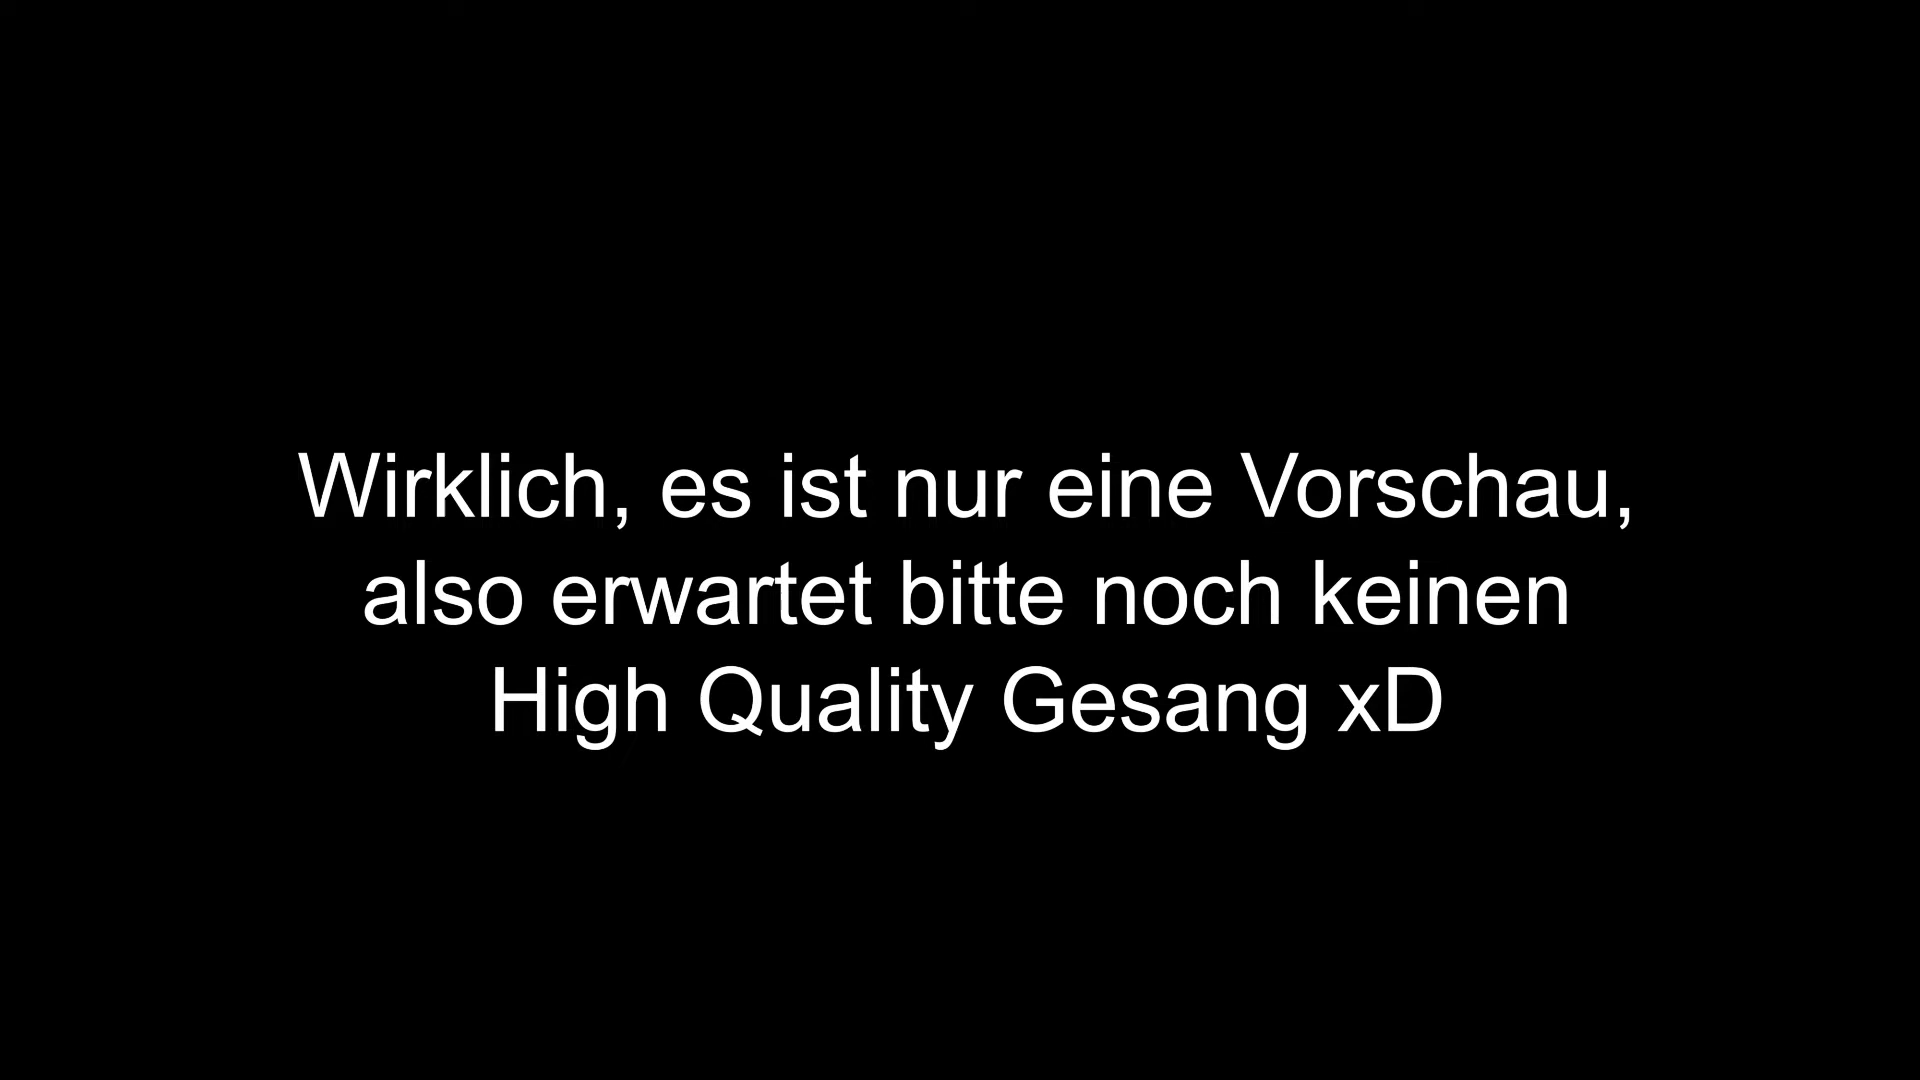 Wirklich, es ist nur eine Vorschau,
also erwartet bitte noch keinen
High Quality Gesang xD